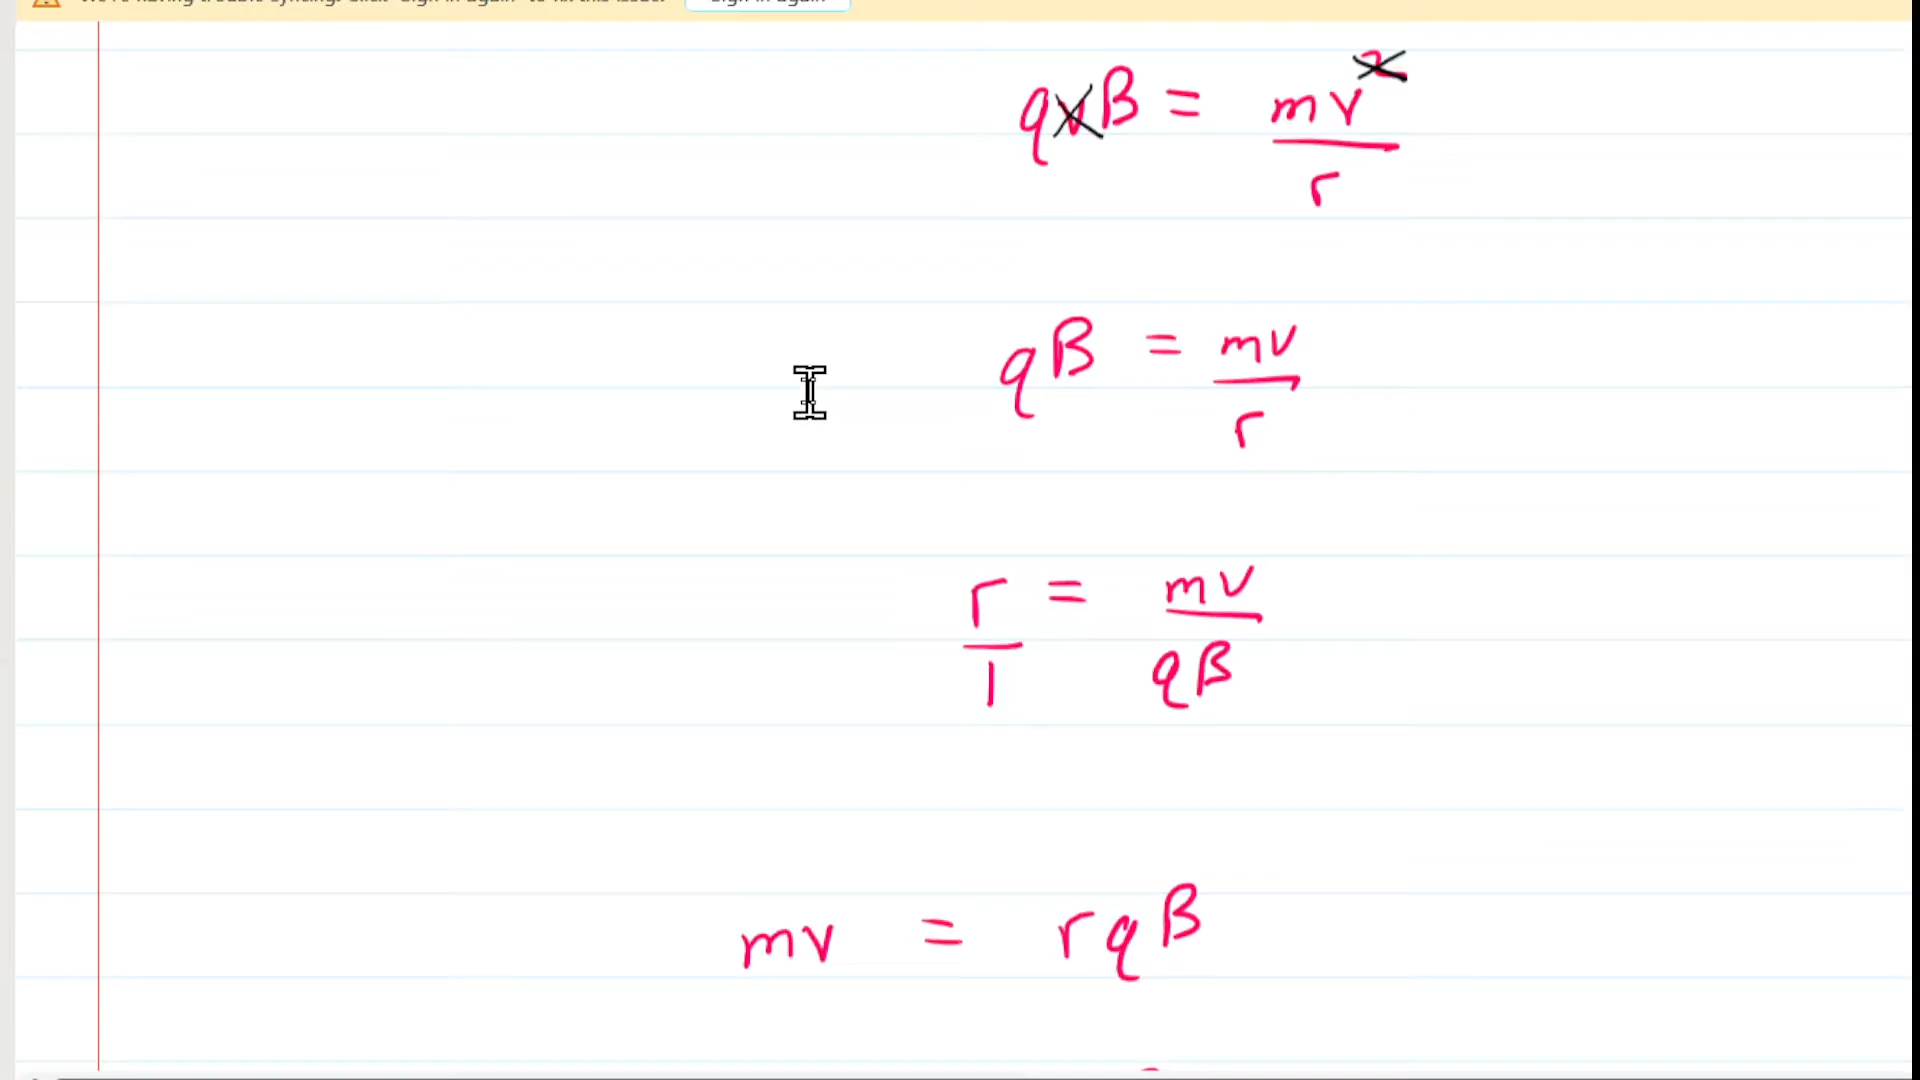 qvB = mv²/r
qB = mv/r
r/1 = mv/qB
mv = rqB